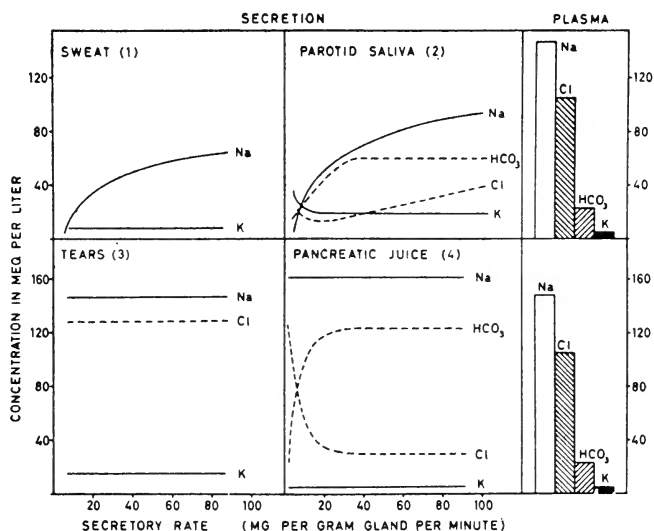 SECRETION
PLASMA
SWEAT (1)
PAROTID SALIVA (2)
120
80
40
Na
K
Na
HCO₃
Cl
K
Na
Cl
HCO₃
K
120
80
40
TEARS (3)
PANCREATIC JUICE (4)
160
120
80
40
Na
Cl
K
Na
HCO₃
Cl
K
Na
Cl
HCO₃
K
160
120
80
40
20 40 60 80 100
20 40 60 80 100
SECRETORY RATE (MG PER GRAM GLAND PER MINUTE)
CONCENTRATION IN MEQ PER LITER